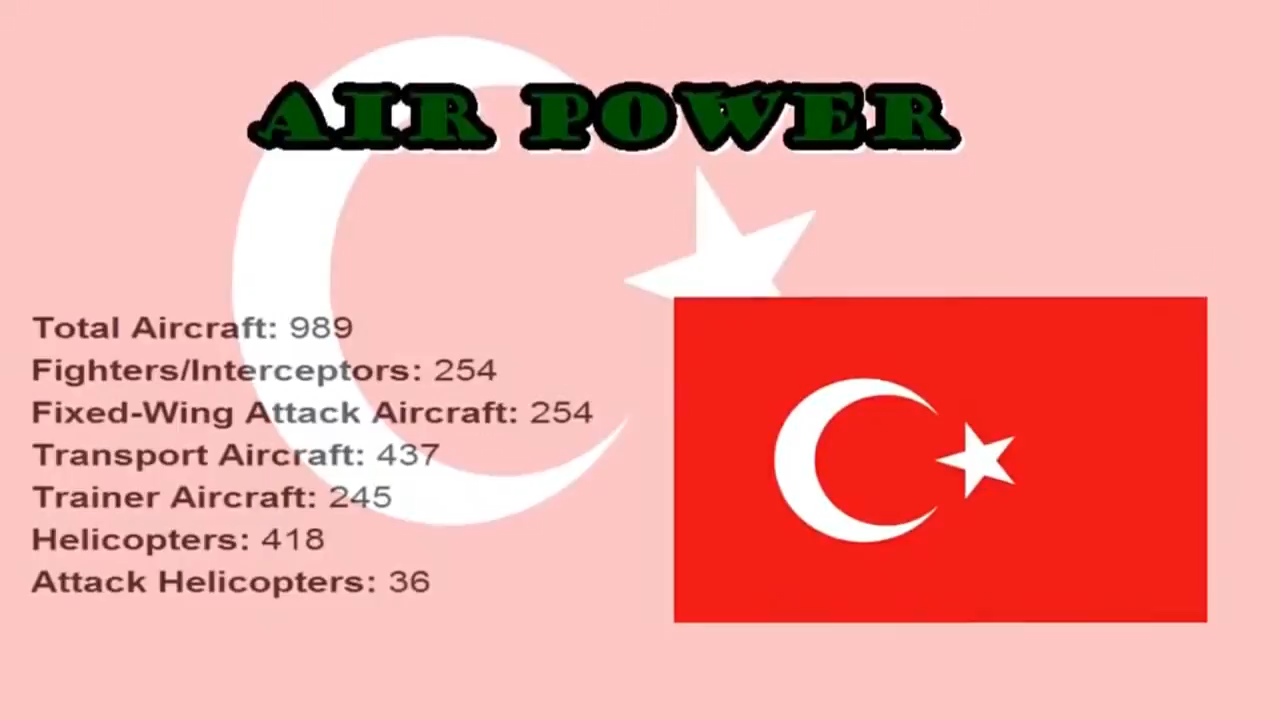 AIR POWER
Total Aircraft: 989
Fighters/Interceptors: 254
Fixed-Wing Attack Aircraft: 254
Transport Aircraft: 437
Trainer Aircraft: 245
Helicopters: 418
Attack Helicopters: 36